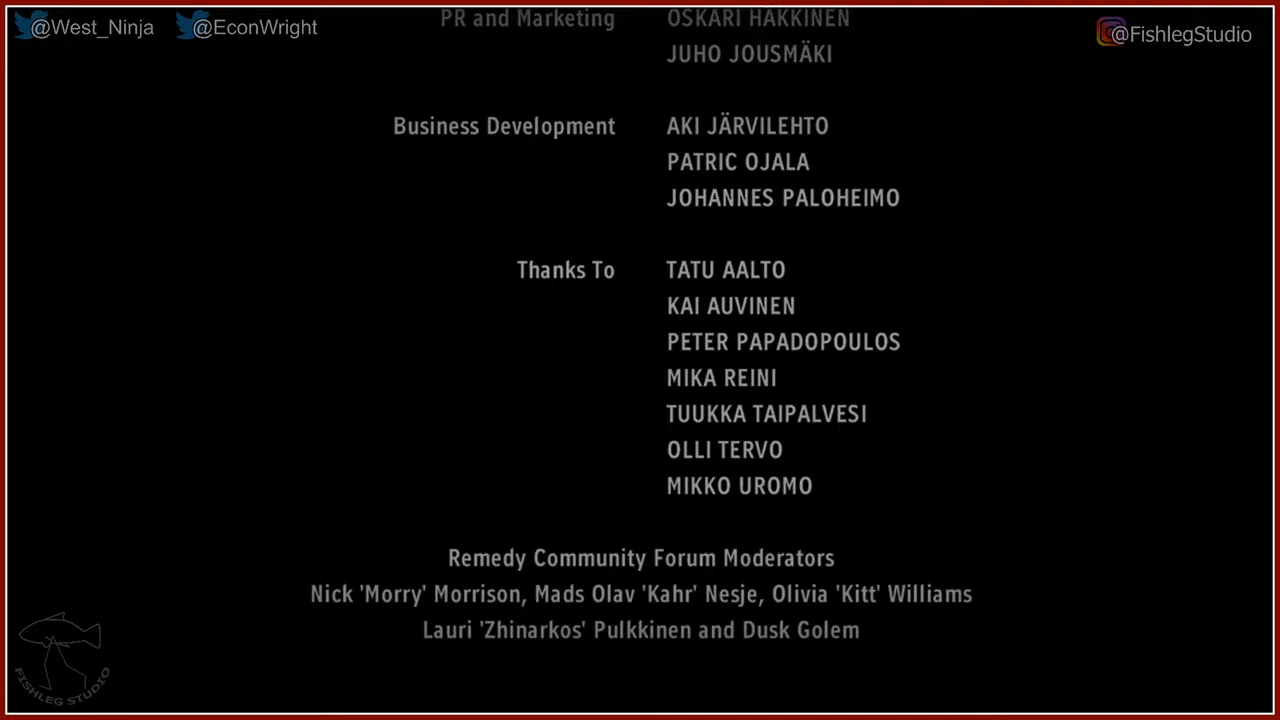 @West_Ninja @EconWright
@FishlegStudio
PR and Marketing OSKARI HÄKKINEN
JUHO JOUSMÄKI
Business Development AKI JÄRVILEHTO
PATRIC OJALA
JOHANNES PALOHEIMO
Thanks To TATU AALTO
KAI AUVINEN
PETER PAPADOPOULOS
MIKA REINI
TUUKKA TAIPALVESI
OLLI TERVO
MIKKO UROMO
Remedy Community Forum Moderators
Nick 'Morry' Morrison, Mads Olav 'Kahr' Nesje, Olivia 'Kitt' Williams
Lauri 'Zhinarkos' Pulkkinen and Dusk Golem
FISHLEG STUDIO